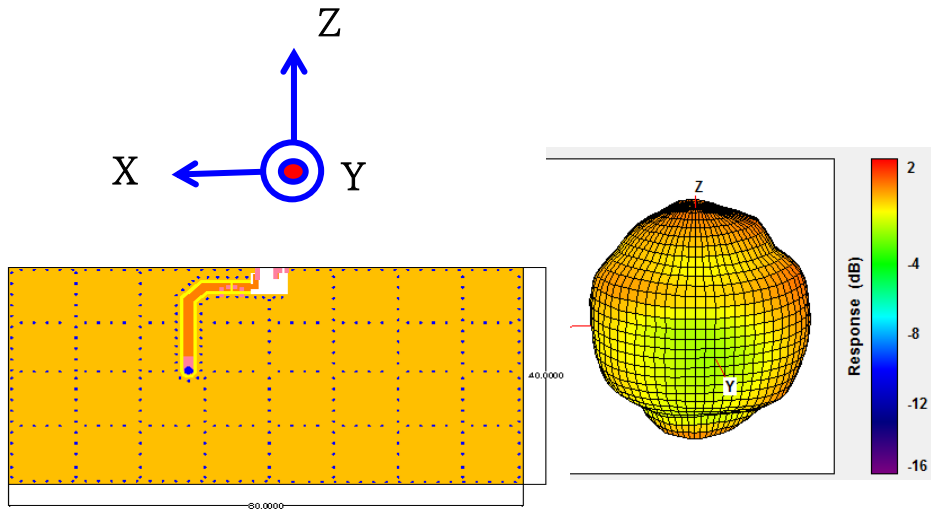 Z
X
Y
Z
Y
2
-4
-8
-12
-16
Response (dB)
40.0000
80.0000